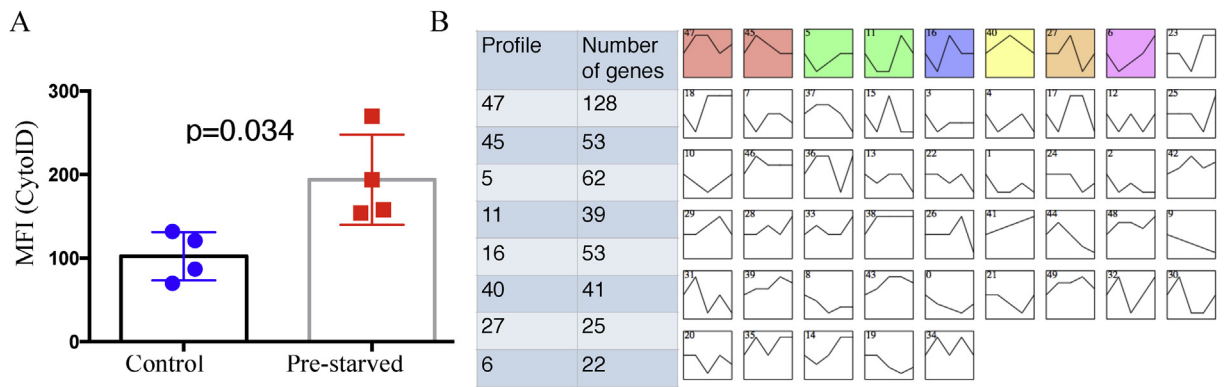 A
B
MFI (CytoID)
300
200
100
0
p=0.034
Control
Pre-starved
Profile Number of genes
47 128
45 53
5 62
11 39
16 53
40 41
27 25
6 22
47 45 5 11 16 40 27 6 23
18 7 37 15 3 4 17 12 25
10 46 36 13 22 1 24 2 42
29 28 33 38 26 41 44 48 9
31 39 8 43 0 21 49 32 30
20 35 14 19 34